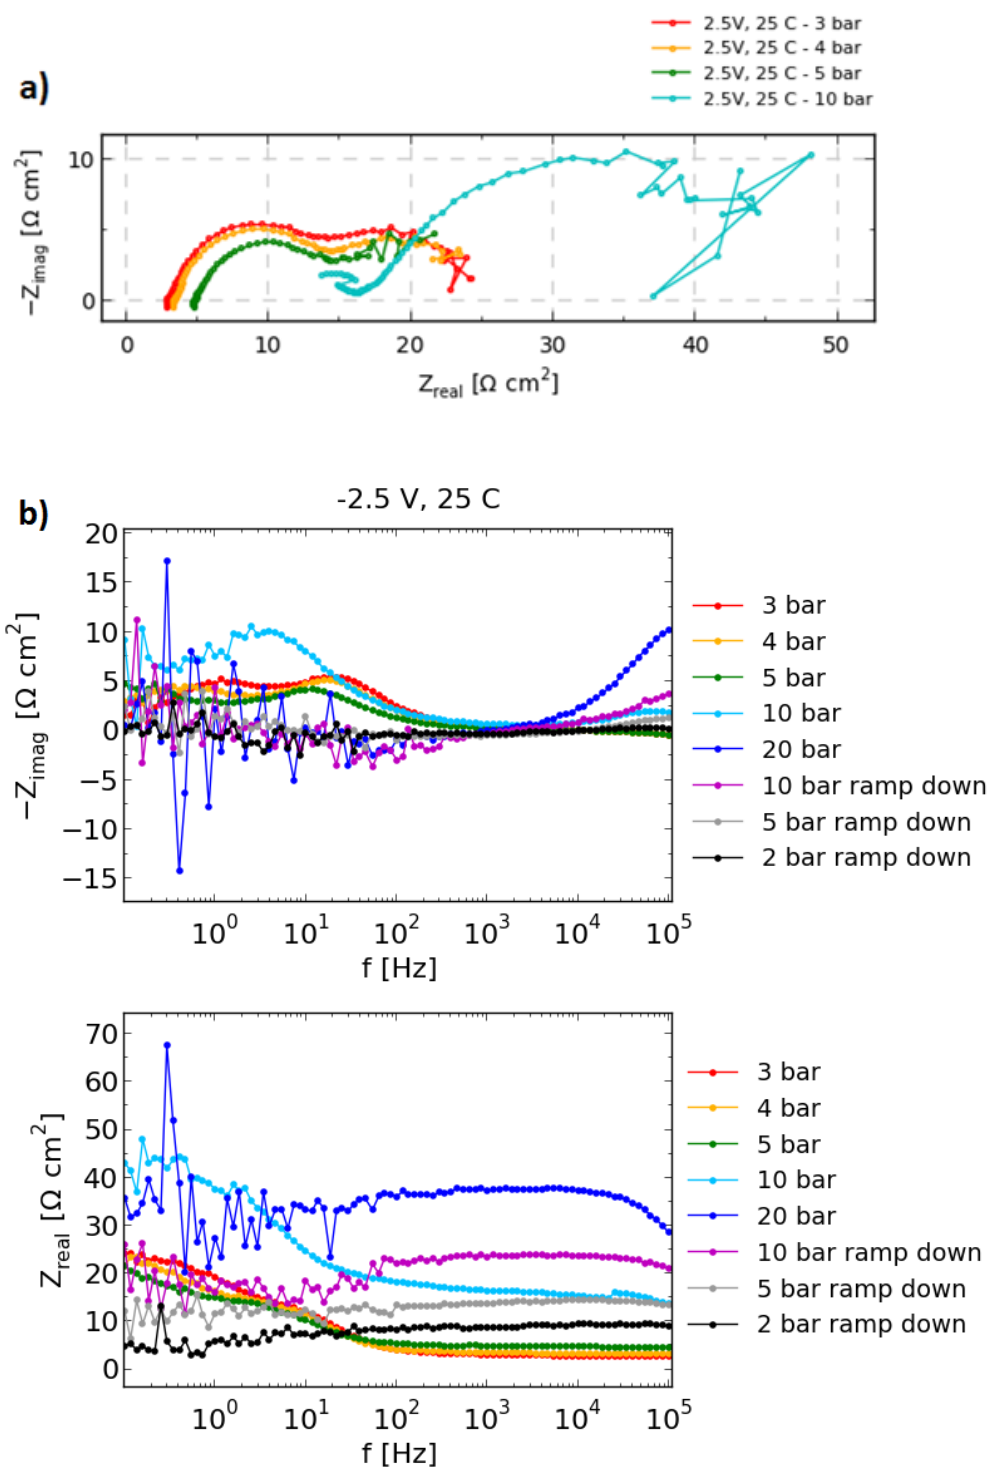 2.5V, 25 C - 3 bar
2.5V, 25 C - 4 bar
2.5V, 25 C - 5 bar
2.5V, 25 C - 10 bar
a)
−Z_imag [Ω cm²]
10
0
0 10 20 30 40 50
Z_real [Ω cm²]
b)
-2.5 V, 25 C
−Z_imag [Ω cm²]
20
15
10
5
0
−5
−10
−15
10⁰ 10¹ 10² 10³ 10⁴ 10⁵
f [Hz]
3 bar
4 bar
5 bar
10 bar
20 bar
10 bar ramp down
5 bar ramp down
2 bar ramp down
Z_real [Ω cm²]
70
60
50
40
30
20
10
0
10⁰ 10¹ 10² 10³ 10⁴ 10⁵
f [Hz]
3 bar
4 bar
5 bar
10 bar
20 bar
10 bar ramp down
5 bar ramp down
2 bar ramp down